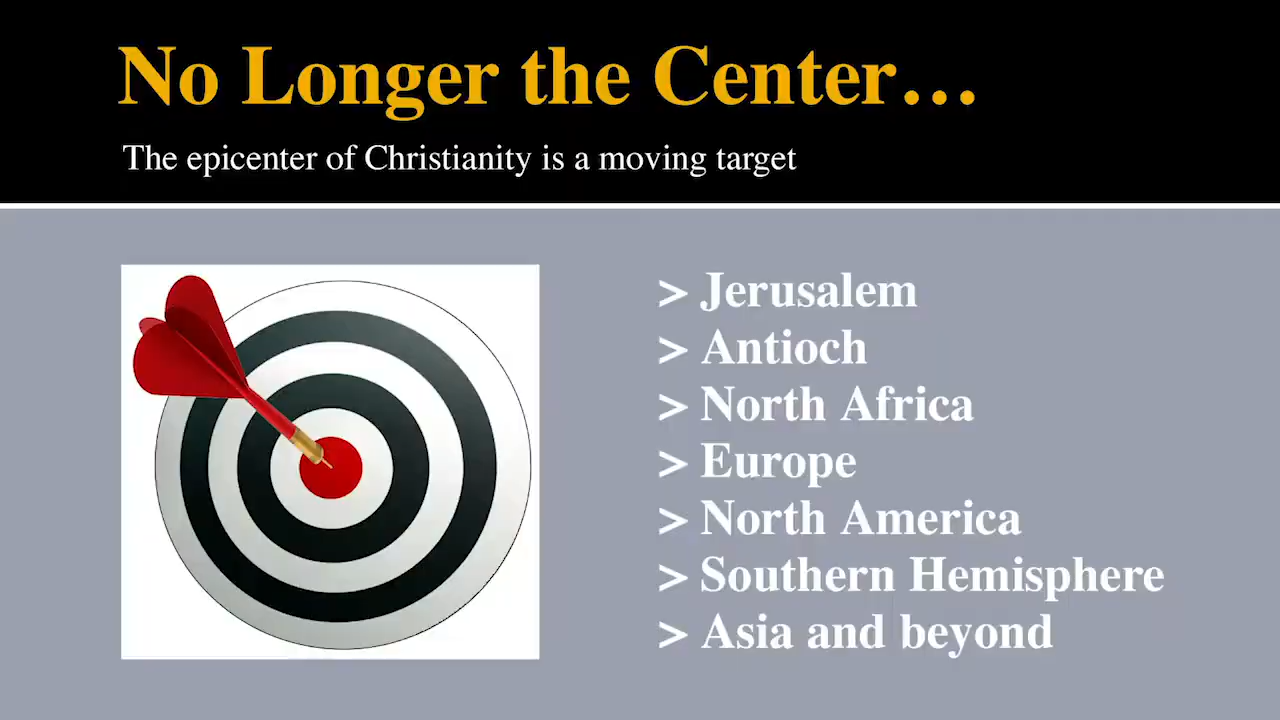 No Longer the Center…
The epicenter of Christianity is a moving target
> Jerusalem
> Antioch
> North Africa
> Europe
> North America
> Southern Hemisphere
> Asia and beyond